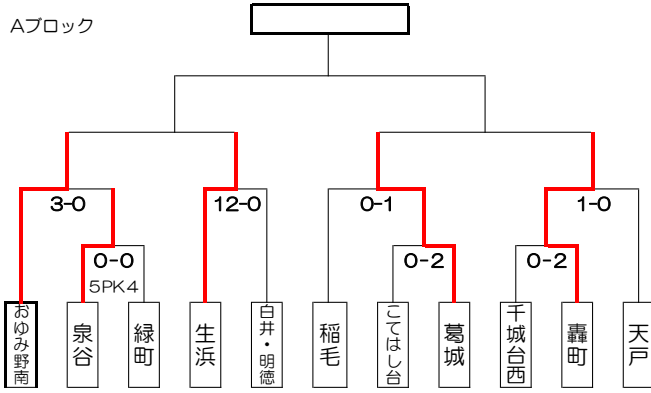 Aブロック
3-0
12-0
0-1
1-0
0-0
5PK4
0-2
0-2
おゆみ野南
泉谷
緑町
生浜
白井・明徳
稲毛
こてはし台
葛城
千城台西
轟町
天戸